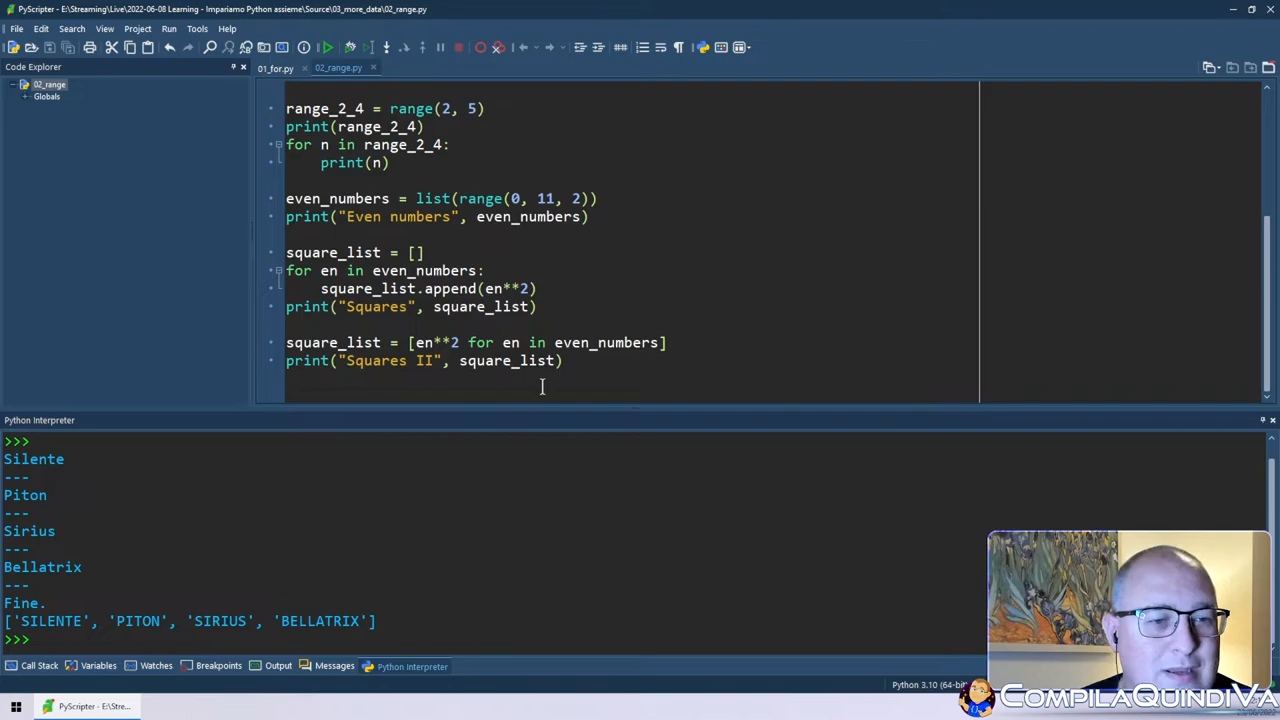 PyScripter - E:\Streaming\Live\2022-06-08 Learning - Impariamo Python assieme\Source\03_more_data\02_range.py
File Edit Search View Project Run Tools Help
Code Explorer
01_for.py 02_range.py
02_range
Globals
range_2_4 = range(2, 5)
print(range_2_4)
for n in range_2_4:
    print(n)
even_numbers = list(range(0, 11, 2))
print("Even numbers", even_numbers)
square_list = []
for en in even_numbers:
    square_list.append(en**2)
print("Squares", square_list)
square_list = [en**2 for en in even_numbers]
print("Squares II", square_list)
Python Interpreter
>>>
Silente
---
Piton
---
Sirius
---
Bellatrix
---
Fine.
['SILENTE', 'PITON', 'SIRIUS', 'BELLATRIX']
>>>
Call Stack Variables Watches Breakpoints Output Messages Python Interpreter
Python 3.10 (64-bit)
COMPILAQUINDIVA
PyScripter - E:\Stre...